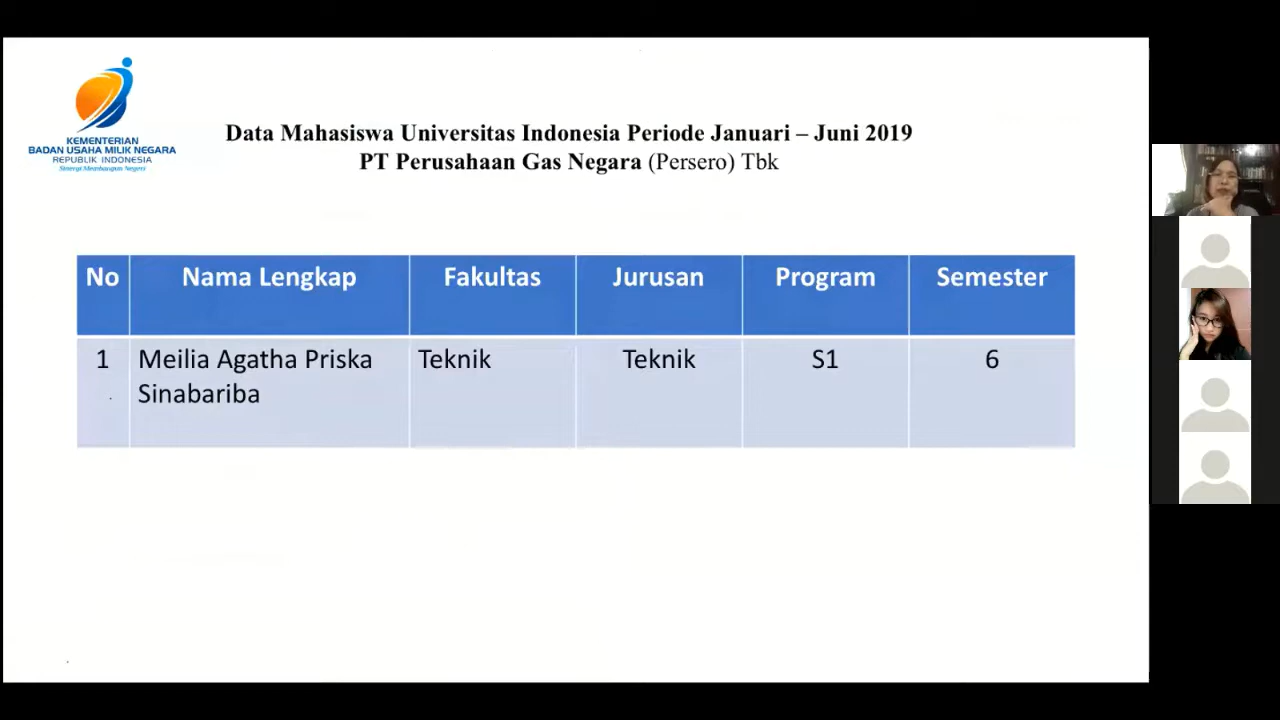 KEMENTERIAN
BADAN USAHA MILIK NEGARA
REPUBLIK INDONESIA
Sinergi Membangun Negeri
Data Mahasiswa Universitas Indonesia Periode Januari – Juni 2019
PT Perusahaan Gas Negara (Persero) Tbk
No Nama Lengkap Fakultas Jurusan Program Semester
1 Meilia Agatha Priska Teknik Teknik S1 6
Sinabariba